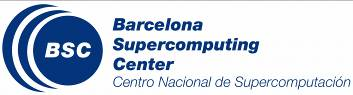 BSC
Barcelona
Supercomputing
Center
Centro Nacional de Supercomputación